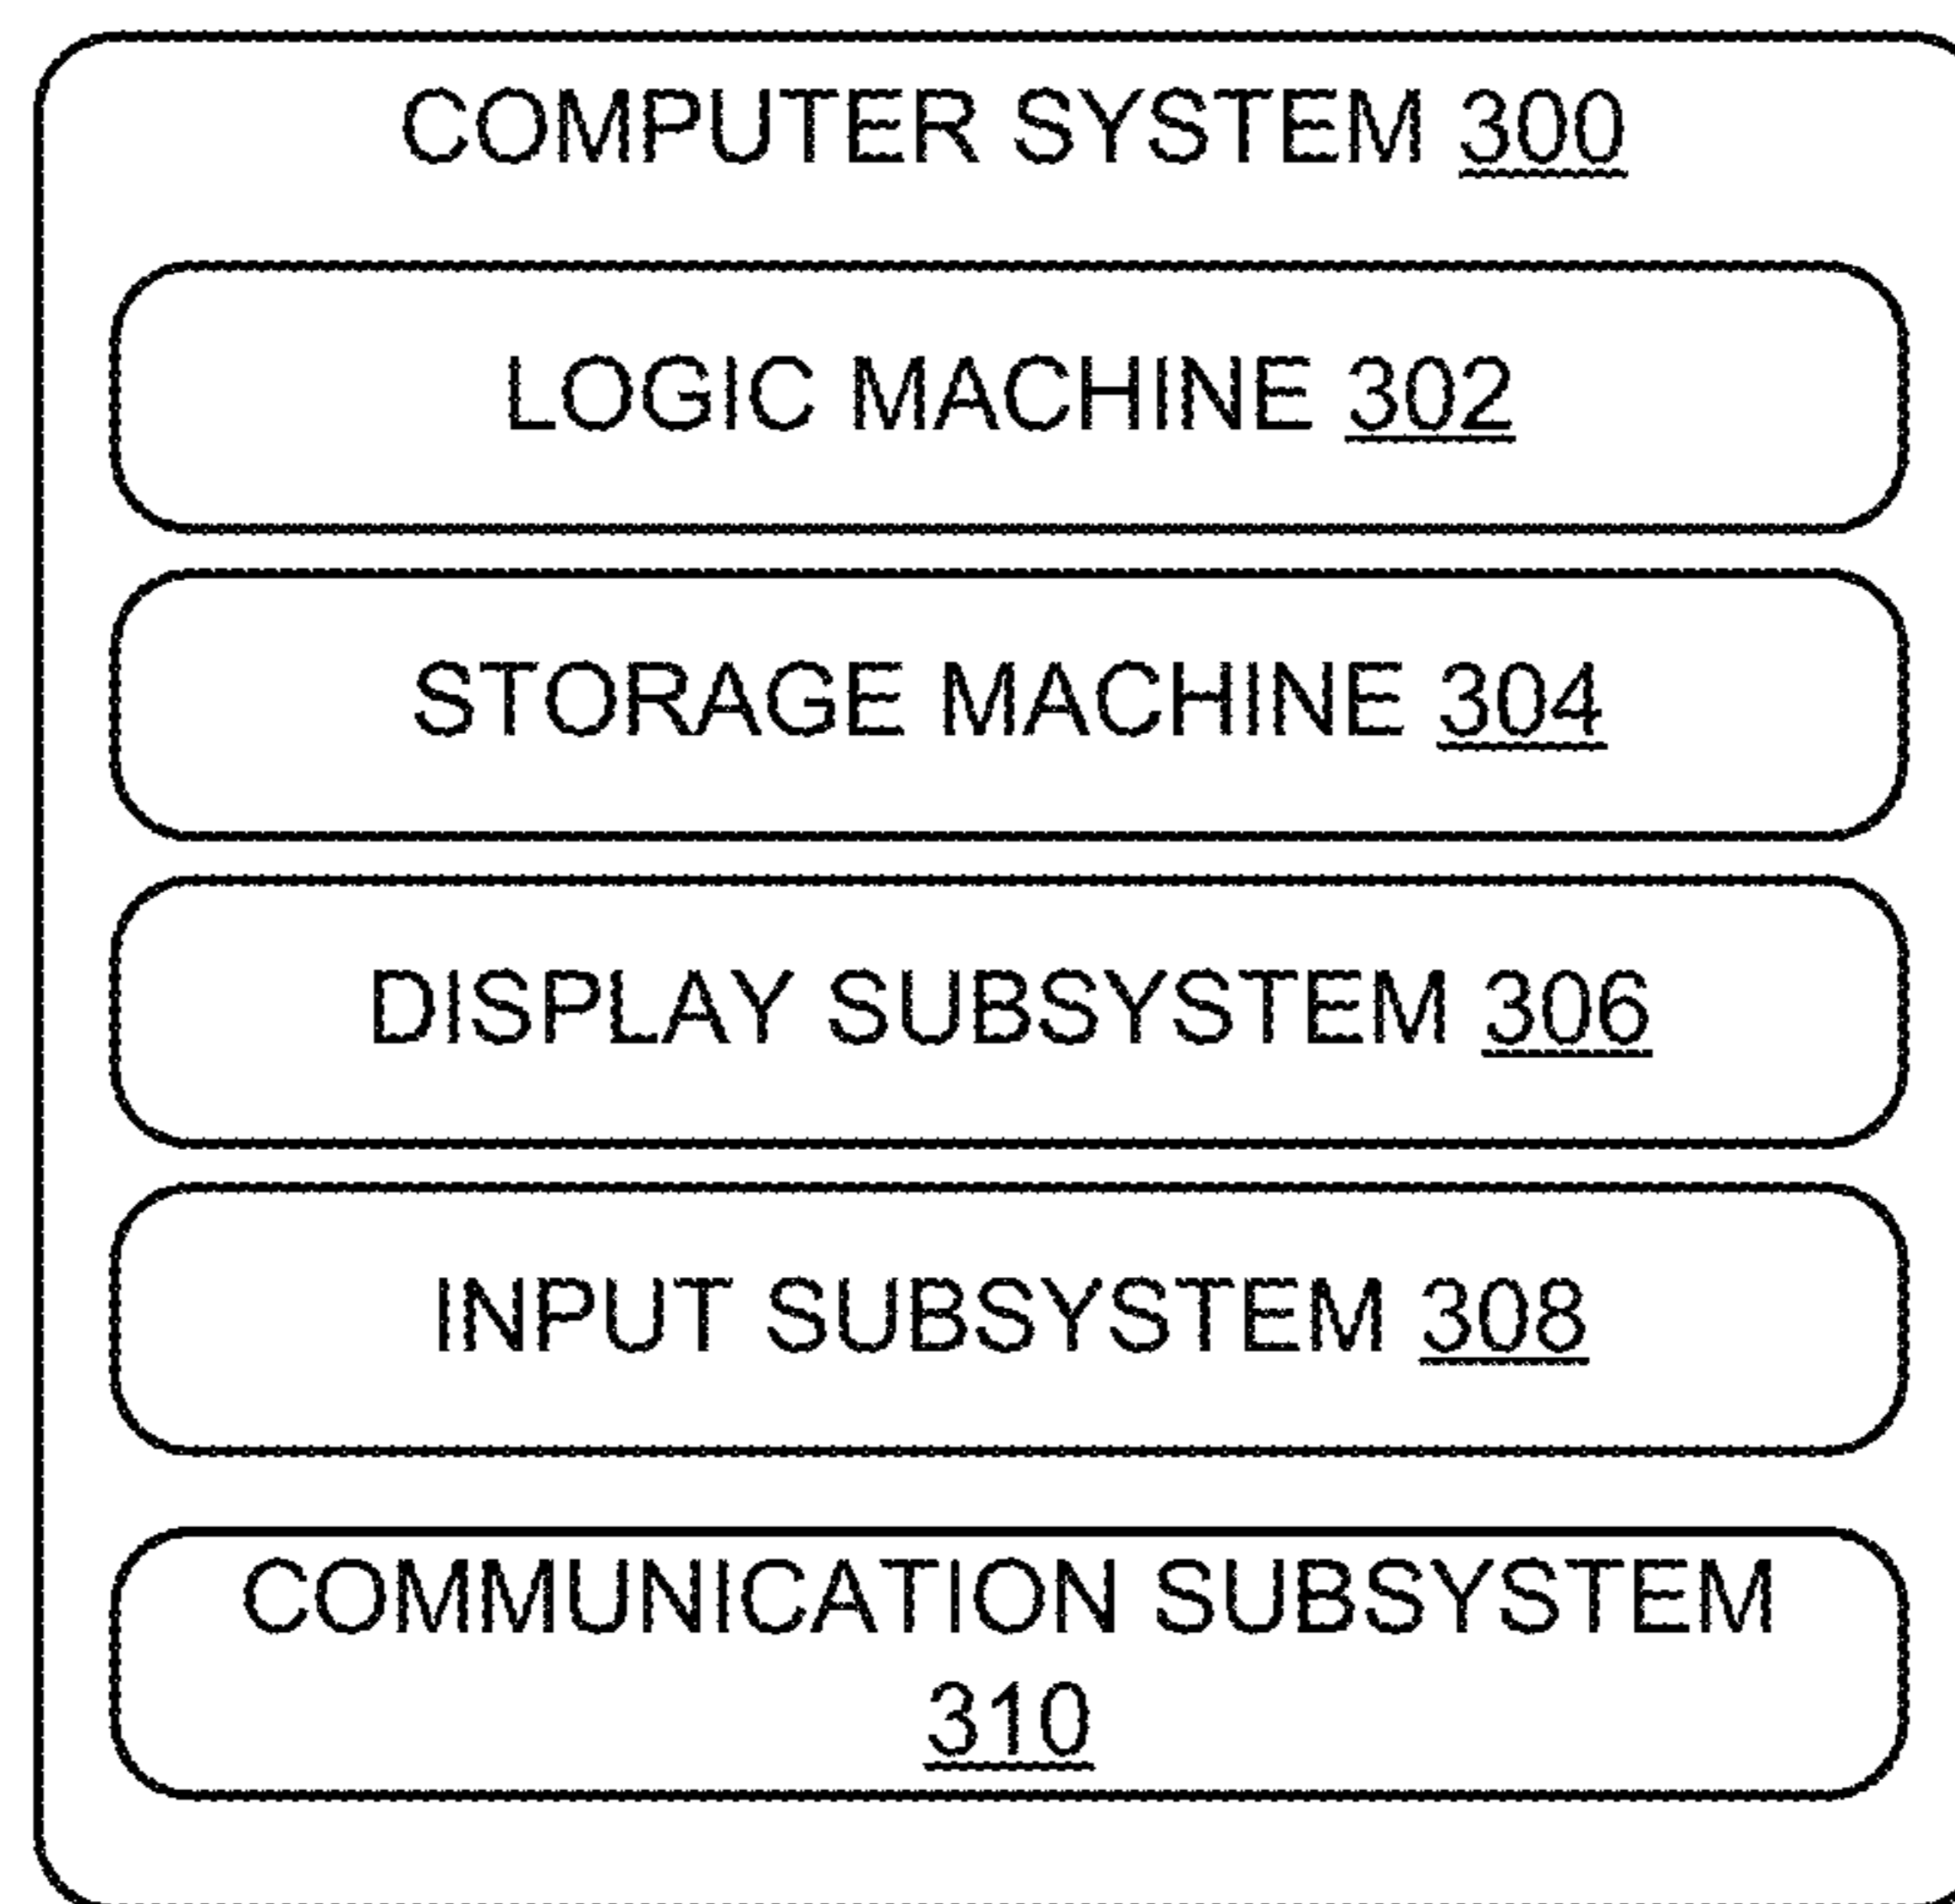 COMPUTER SYSTEM 300
LOGIC MACHINE 302
STORAGE MACHINE 304
DISPLAY SUBSYSTEM 306
INPUT SUBSYSTEM 308
COMMUNICATION SUBSYSTEM
310